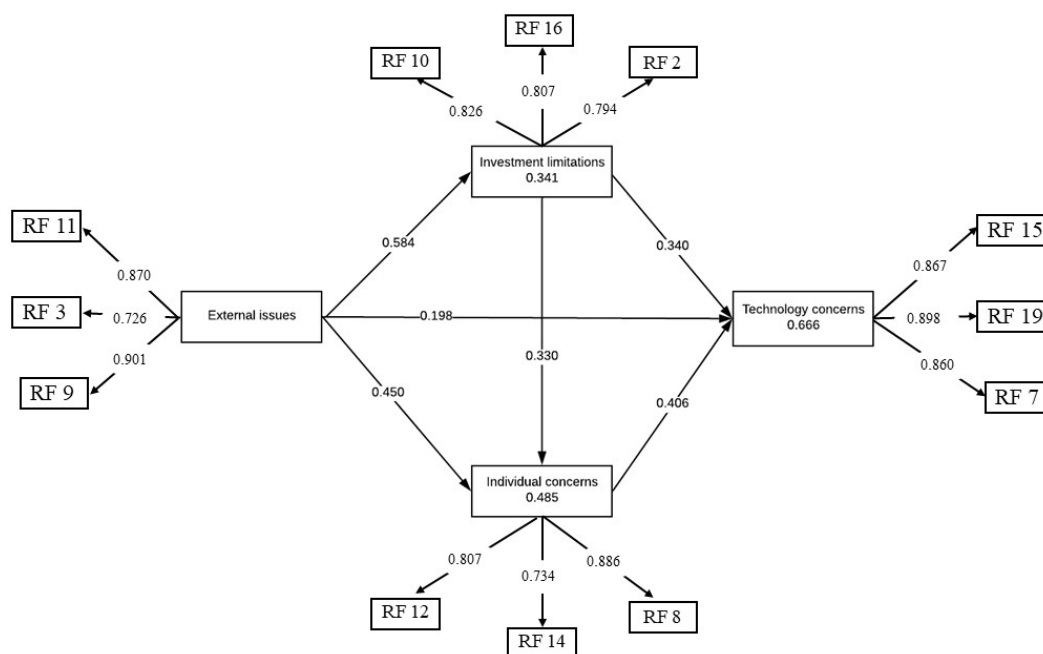 RF 16
RF 10
RF 2
0.826
0.807
0.794
Investment limitations
0.341
RF 11
0.870
RF 3
0.726
0.901
RF 9
External issues
0.584
0.198
0.450
0.330
0.340
0.406
Technology concerns
0.666
RF 15
0.867
0.898
RF 19
0.860
RF 7
Individual concerns
0.485
0.807
0.734
0.886
RF 12
RF 14
RF 8